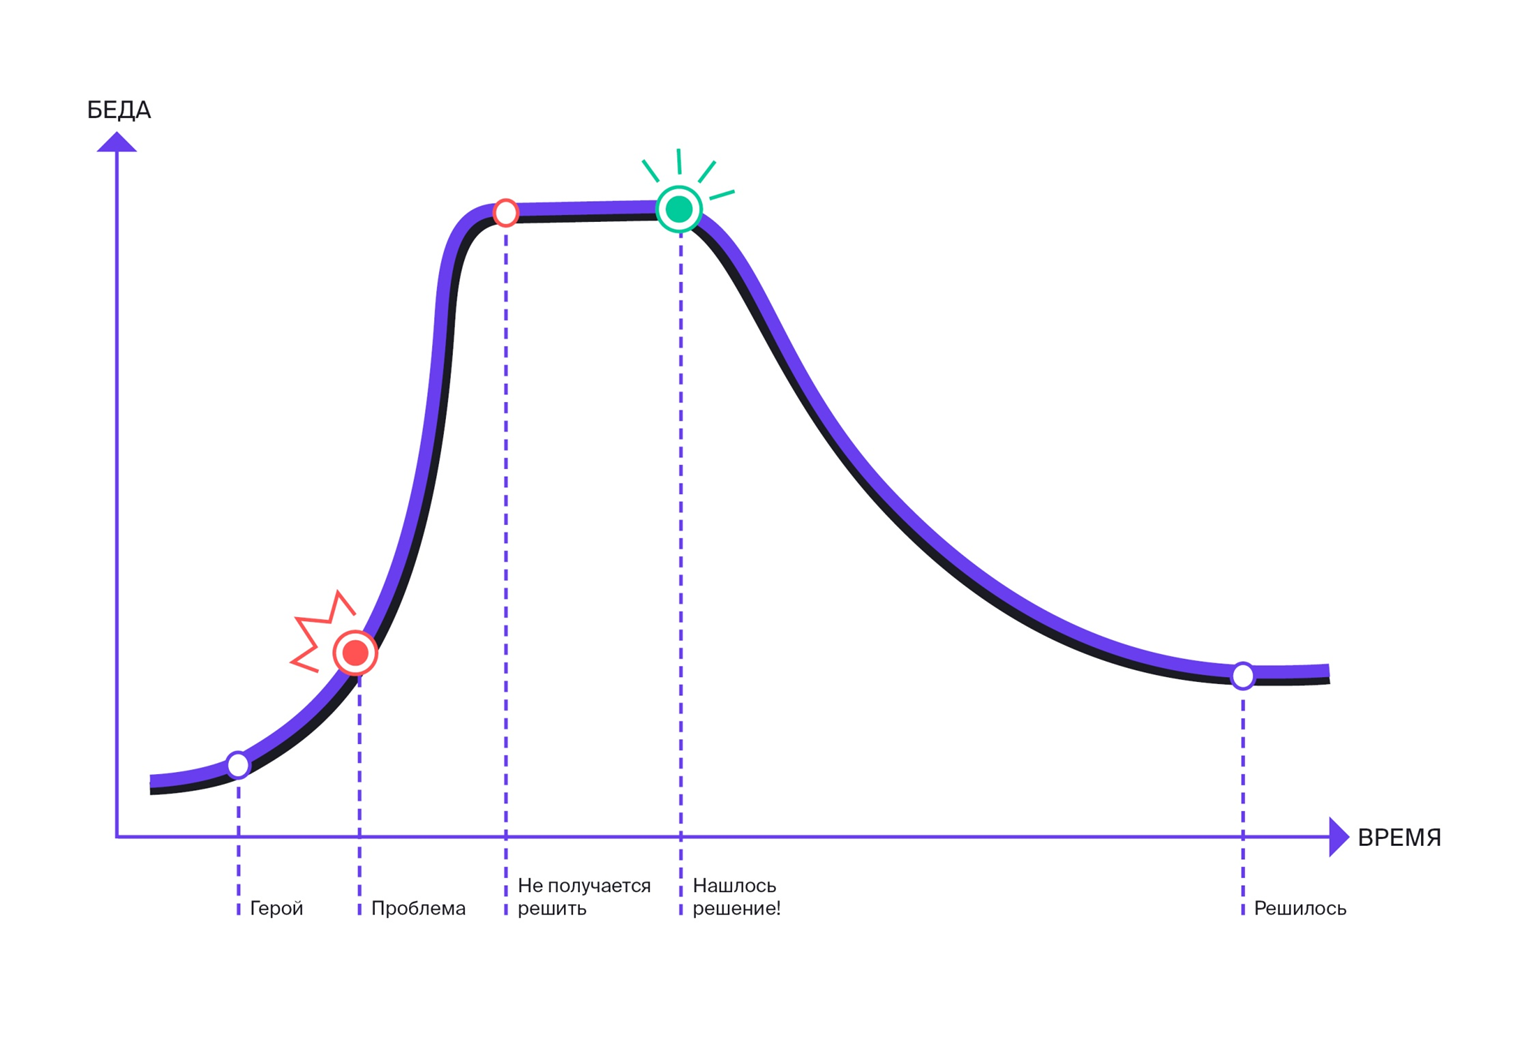 БЕДА
ВРЕМЯ
Герой
Проблема
Не получается
решить
Нашлось
решение!
Решилось